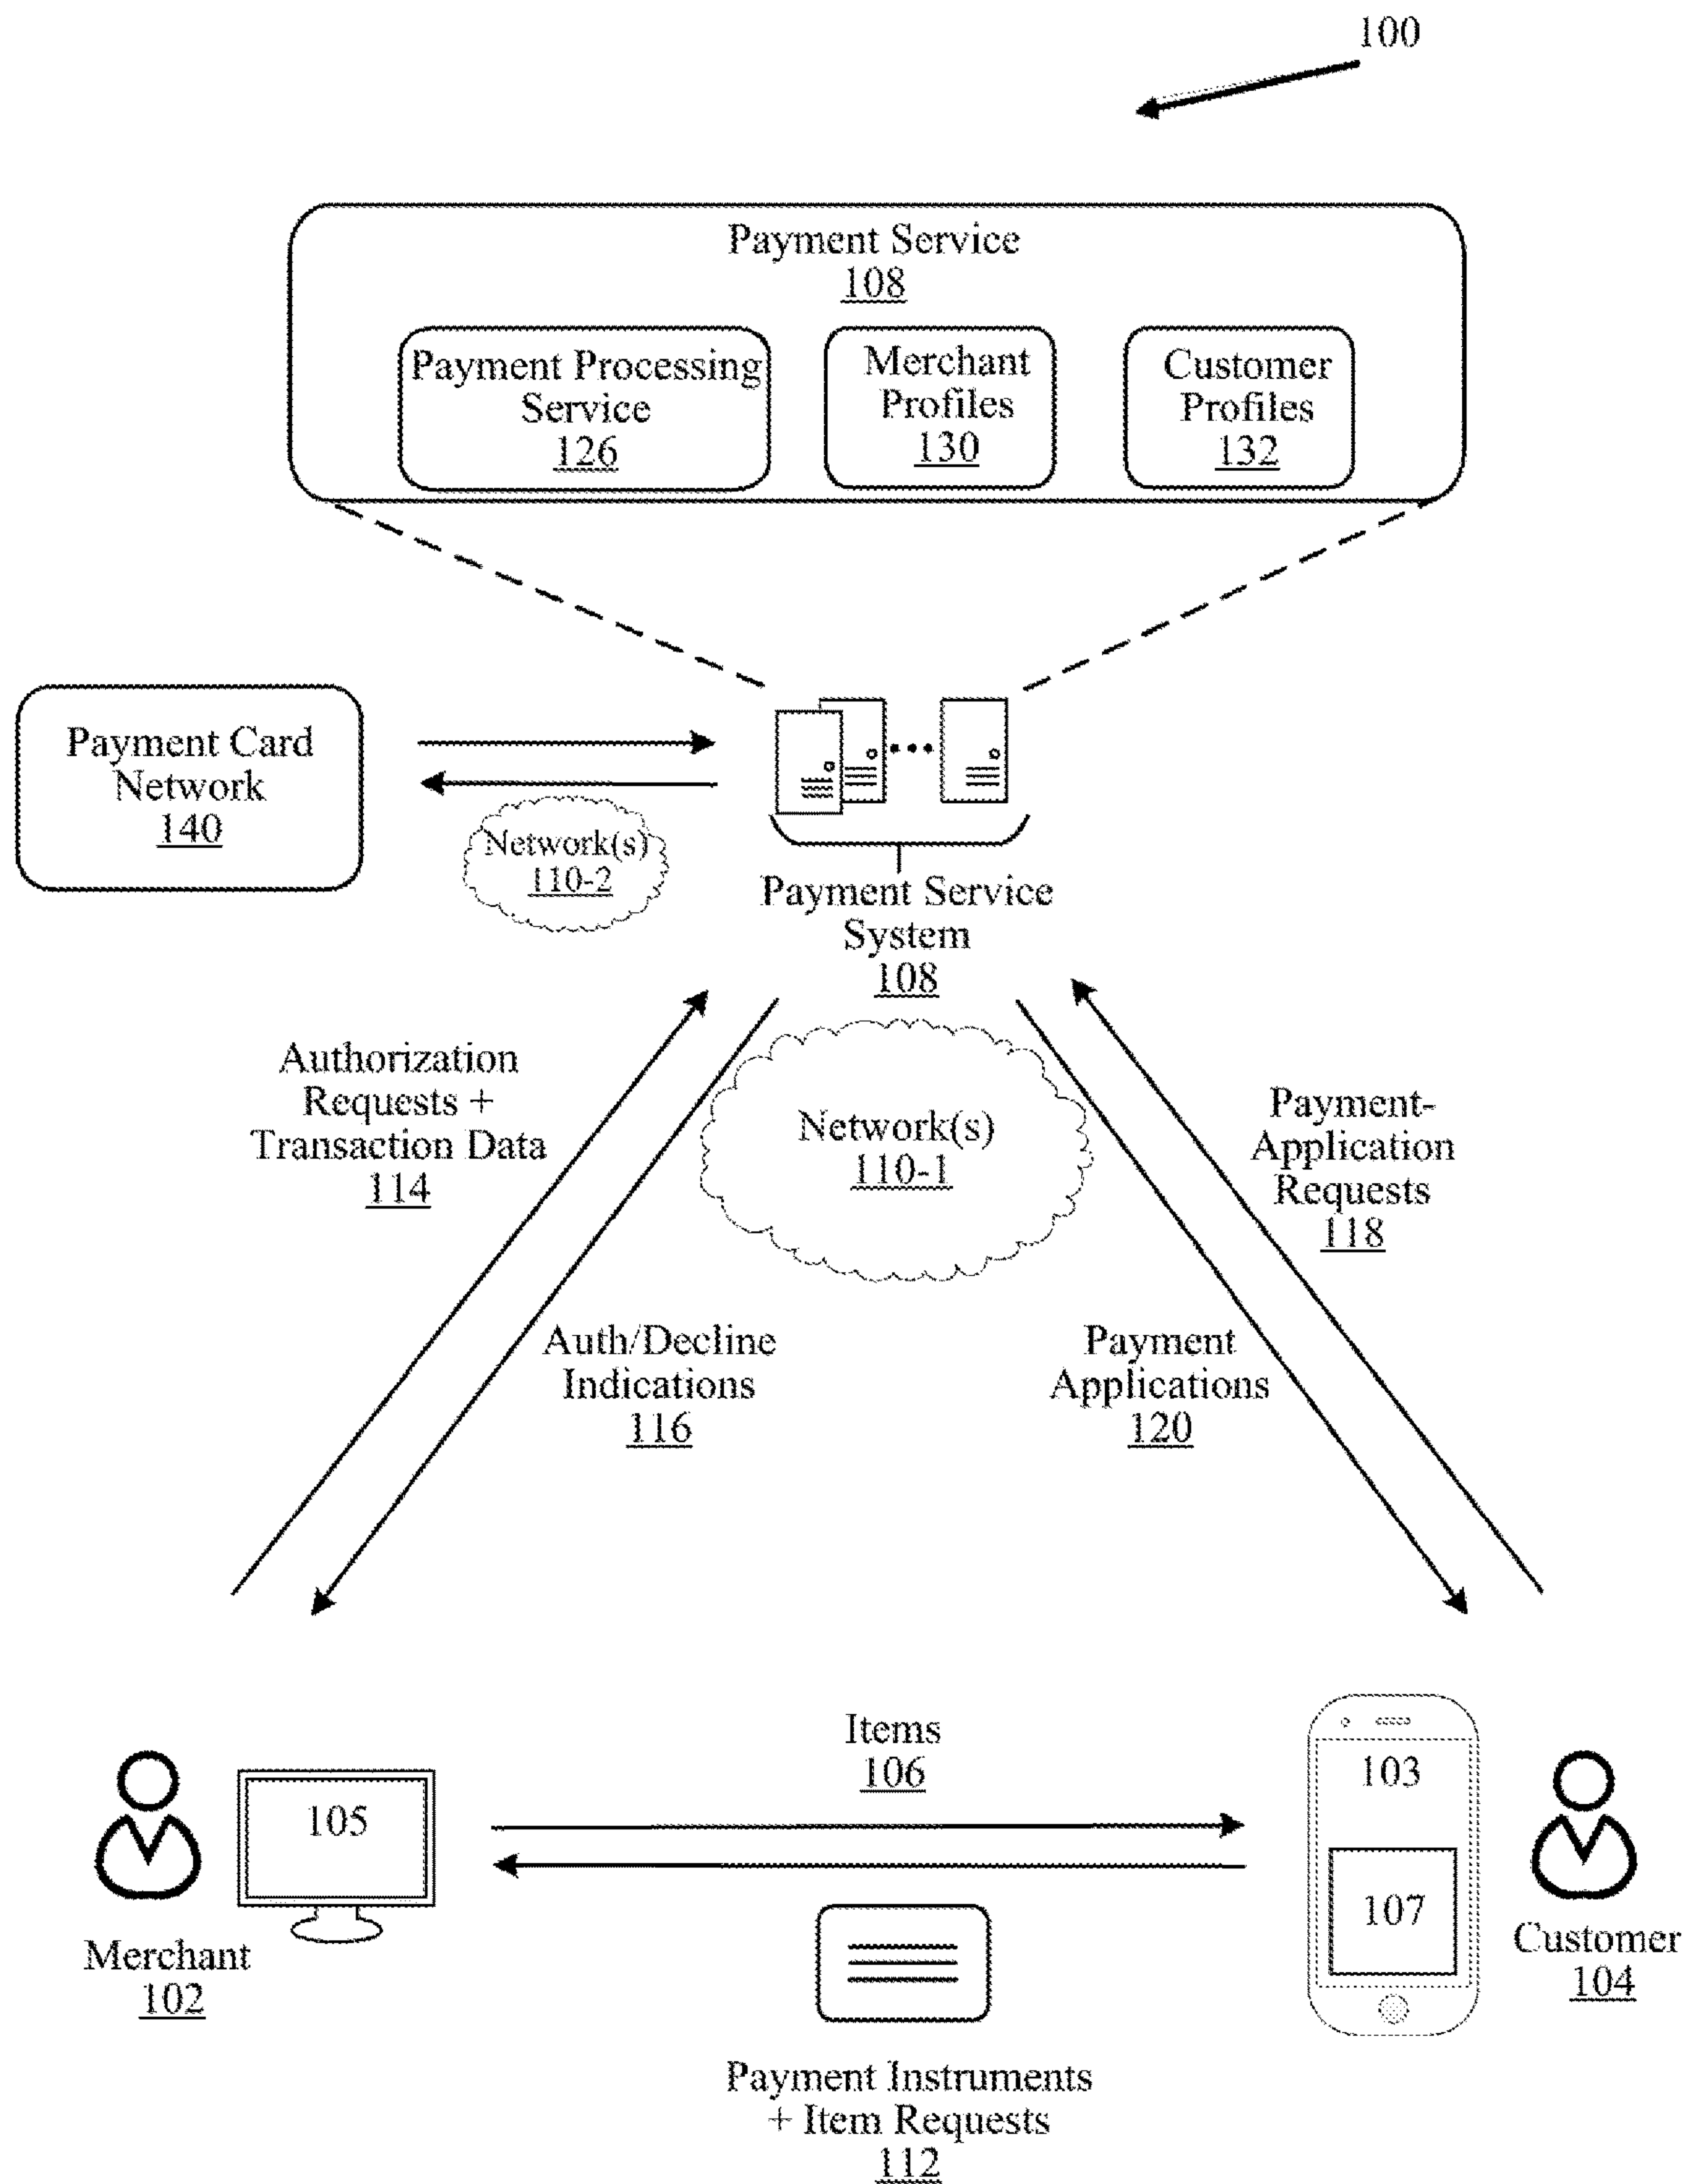 100
Payment Service
108
Payment Processing
Service
126
Merchant
Profiles
130
Customer
Profiles
132
Payment Card
Network
140
Network(s)
110-2
Payment Service
System
108
Authorization
Requests +
Transaction Data
114
Network(s)
110-1
Payment-
Application
Requests
118
Auth/Decline
Indications
116
Payment
Applications
120
Items
106
105
103
107
Merchant
102
Customer
104
Payment Instruments
+ Item Requests
112